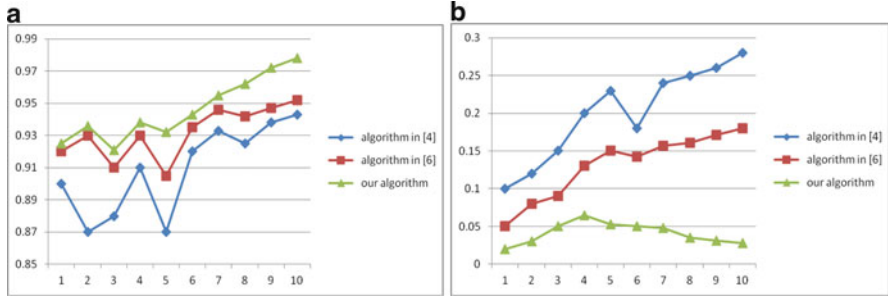 a
0.99
0.97
0.95
0.93
0.91
0.89
0.87
0.85
1 2 3 4 5 6 7 8 9 10
algorithm in [4]
algorithm in [6]
our algorithm
b
0.3
0.25
0.2
0.15
0.1
0.05
0
1 2 3 4 5 6 7 8 9 10
algorithm in [4]
algorithm in [6]
our algorithm